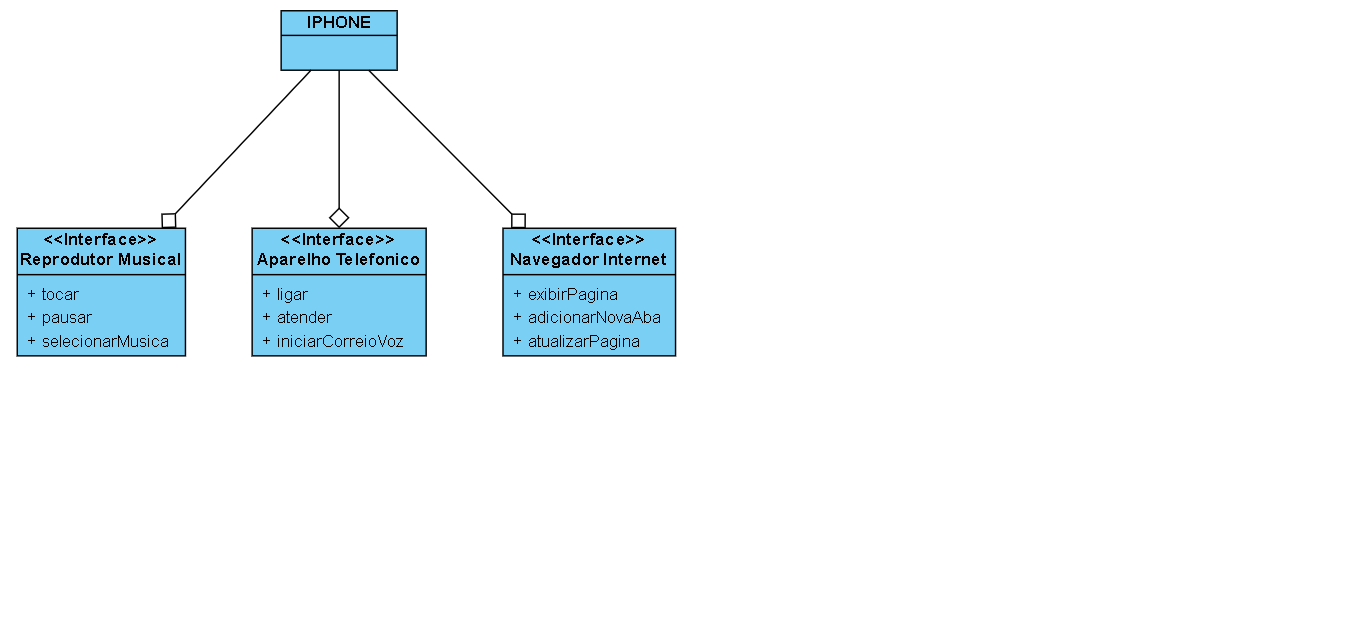 IPHONE
<<Interface>>
Reprodutor Musical
+ tocar
+ pausar
+ selecionarMusica
<<Interface>>
Aparelho Telefonico
+ ligar
+ atender
+ iniciarCorreioVoz
<<Interface>>
Navegador Internet
+ exibirPagina
+ adicionarNovaAba
+ atualizarPagina